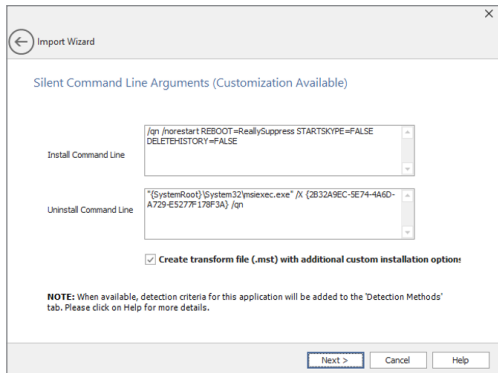 Import Wizard
Silent Command Line Arguments (Customization Available)
Install Command Line
/qn /norestart REBOOT=ReallySuppress STARTSKYPE=FALSE
DELETEHISTORY=FALSE
Uninstall Command Line
"{SystemRoot}\System32\msiexec.exe" /X {2B32A9EC-5E74-4A6D-
A729-E5277F178F3A} /qn
Create transform file (.mst) with additional custom installation options
NOTE: When available, detection criteria for this application will be added to the 'Detection Methods'
tab. Please click on Help for more details.
Next >
Cancel
Help